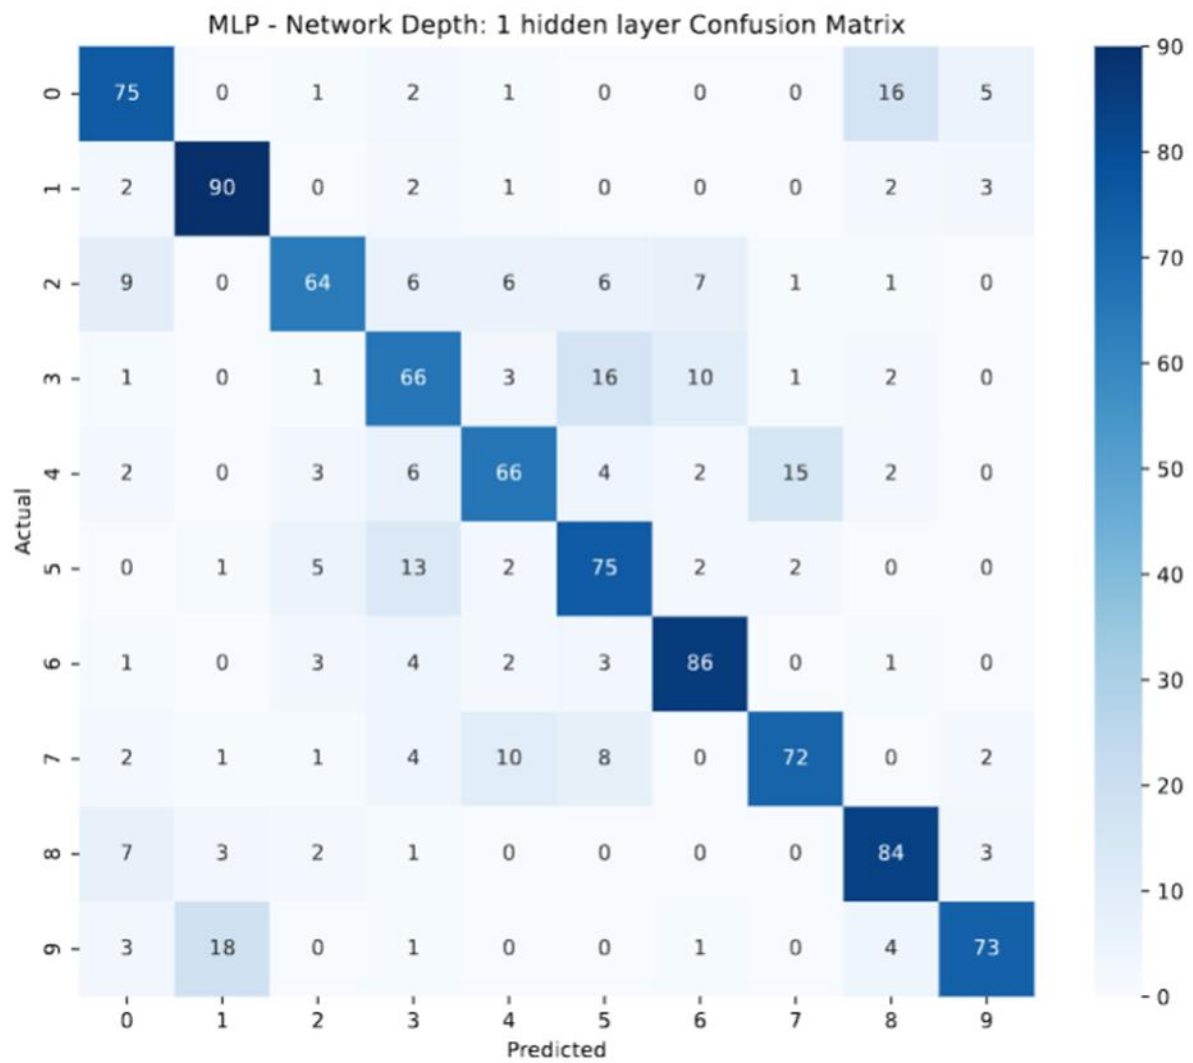 MLP - Network Depth: 1 hidden layer Confusion Matrix
0 75 0 1 2 1 0 0 0 16 5
1 2 90 0 2 1 0 0 0 2 3
2 9 0 64 6 6 6 7 1 1 0
3 1 0 1 66 3 16 10 1 2 0
4 2 0 3 6 66 4 2 15 2 0
5 0 1 5 13 2 75 2 2 0 0
6 1 0 3 4 2 3 86 0 1 0
7 2 1 1 4 10 8 0 72 0 2
8 7 3 2 1 0 0 0 0 84 3
9 3 18 0 1 0 0 1 0 4 73
0 1 2 3 4 5 6 7 8 9
Predicted
Actual
90
80
70
60
50
40
30
20
10
0